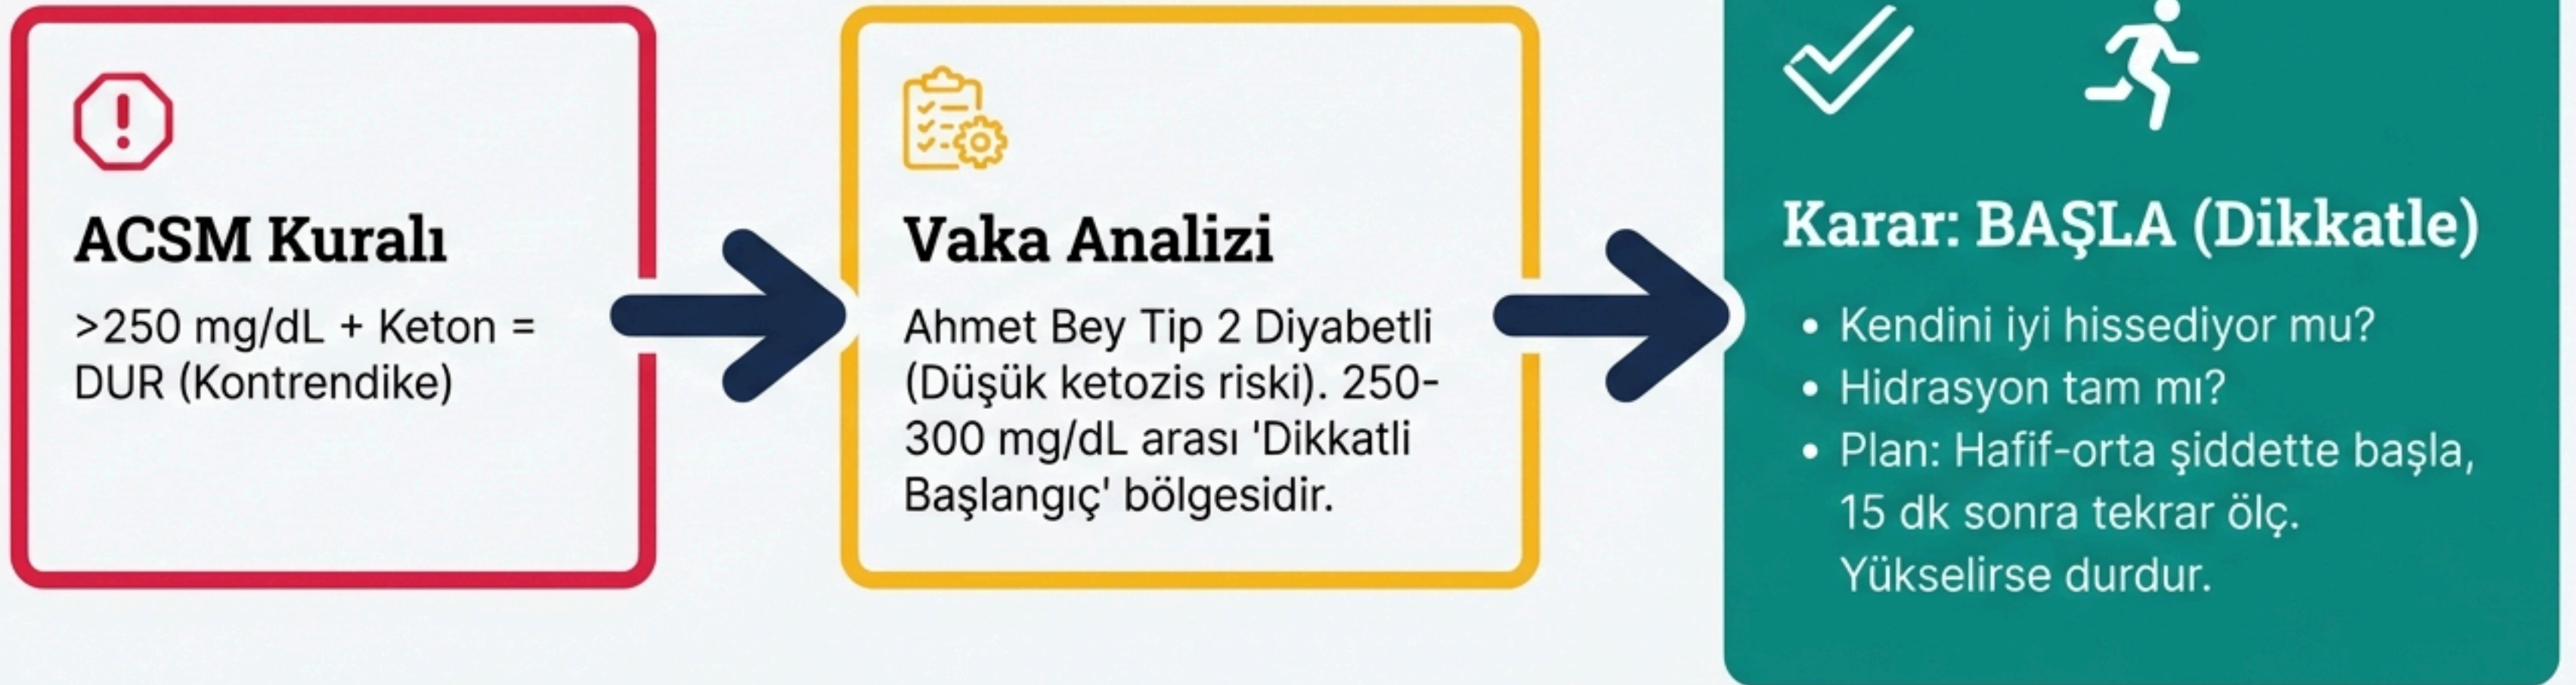 ACSM Kuralı
>250 mg/dL + Keton =
DUR (Kontrendike)
Vaka Analizi
Ahmet Bey Tip 2 Diyabetli
(Düşük ketozis riski). 250-
300 mg/dL arası 'Dikkatli
Başlangıç' bölgesidir.
Karar: BAŞLA (Dikkatle)
• Kendini iyi hissediyor mu?
• Hidrasyon tam mı?
• Plan: Hafif-orta şiddette başla,
15 dk sonra tekrar ölç.
Yükselirse durdur.